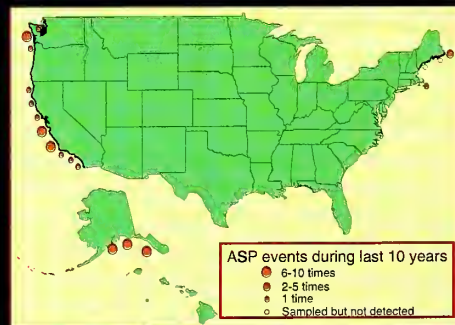 ASP events during last 10 years
6-10 times
2-5 times
1 time
Sampled but not detected